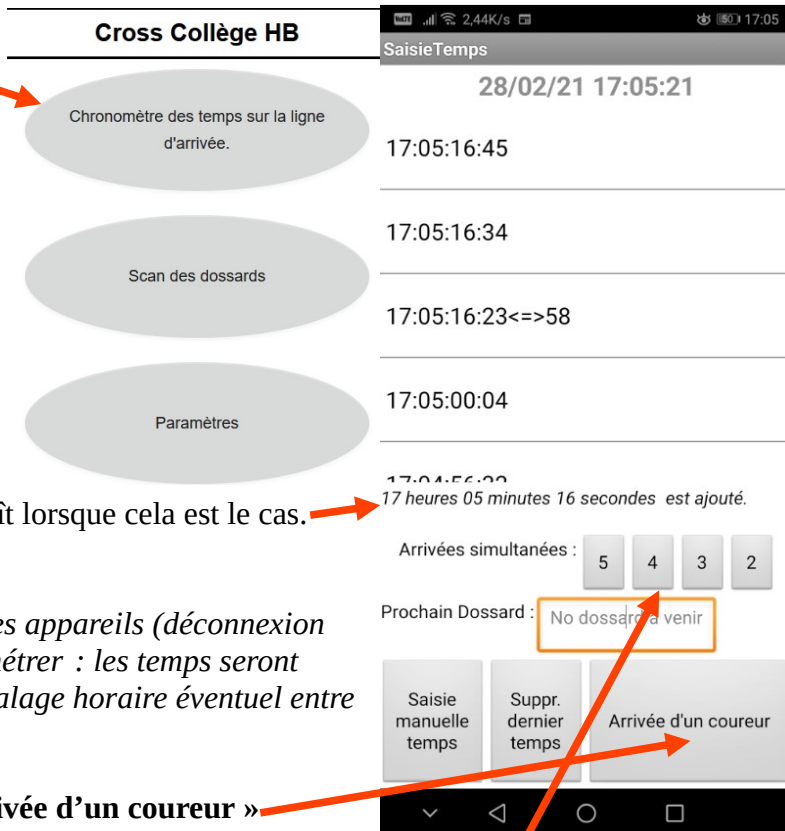 Cross Collège HB
Chronomètre des temps sur la ligne
d'arrivée.
Scan des dossards
Paramètres
ît lorsque cela est le cas.
es appareils (déconnexion
métrer : les temps seront
alage horaire éventuel entre
ivée d’un coureur »
2,44K/s 50 17:05
SaisieTemps
28/02/21 17:05:21
17:05:16:45
17:05:16:34
17:05:16:23<=>58
17:05:00:04
17 heures 05 minutes 16 secondes est ajouté.
Arrivées simultanées : 5 4 3 2
Prochain Dossard : No dossard à venir
Saisie
manuelle
temps
Suppr.
dernier
temps
Arrivée d'un coureur